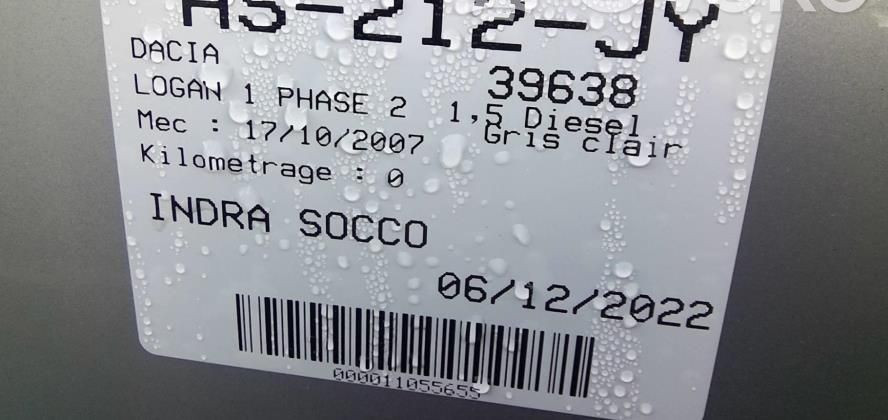 AS-212-JY
DACIA
39638
LOGAN 1 PHASE 2 1,5 Diesel
Mec : 17/10/2007 Gris clair
Kilometrage : 0
INDRA SOCCO
06/12/2022
000011055655